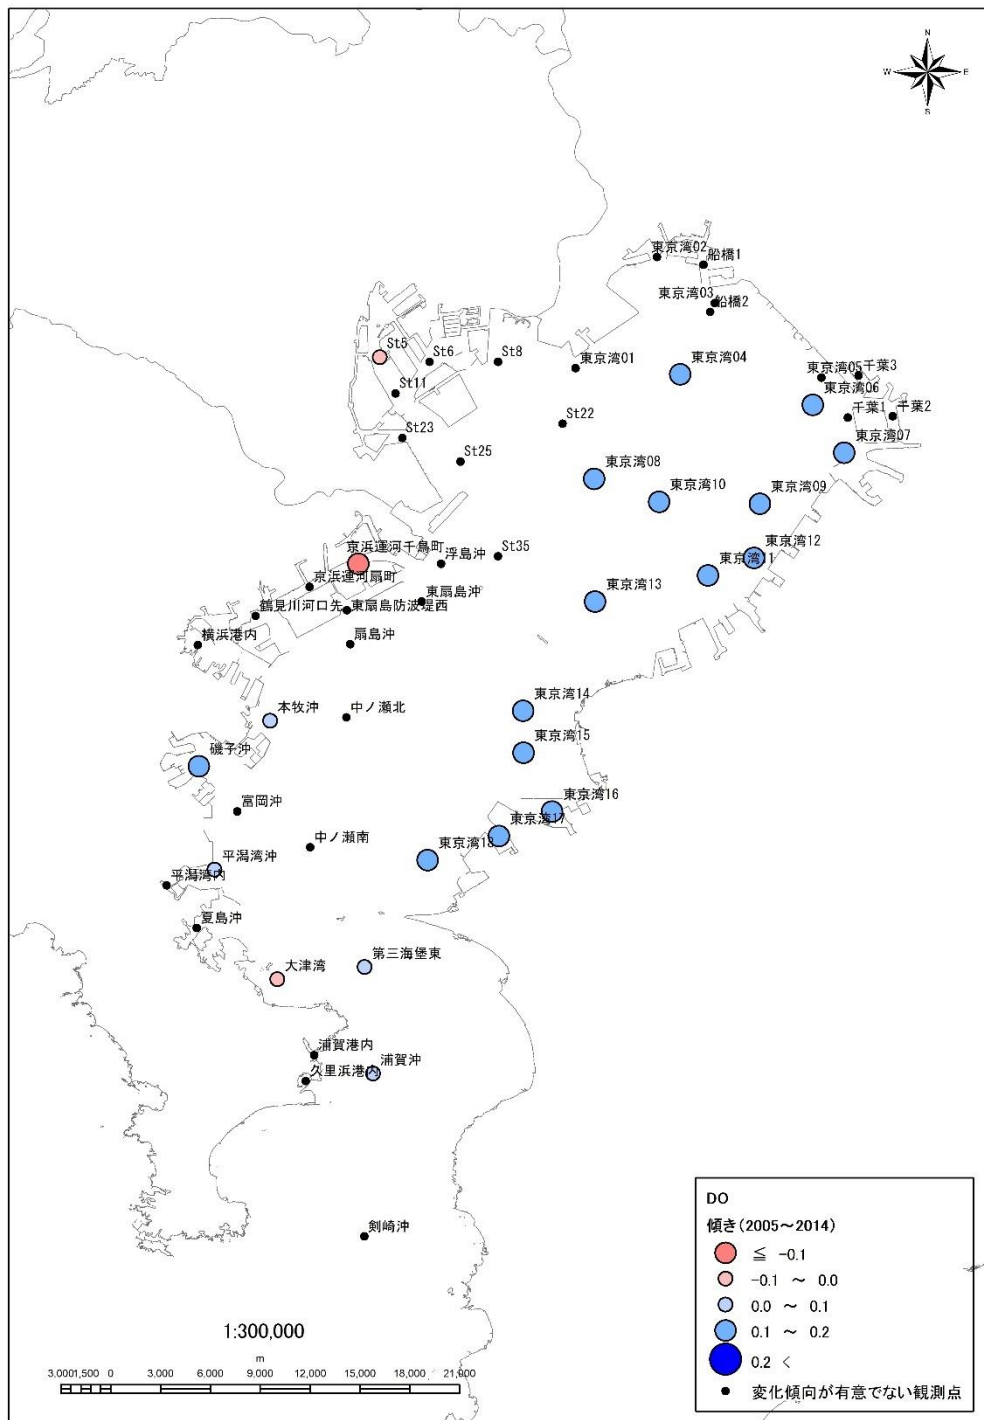 N
W E
S
東京湾02
船橋1
東京湾03
船橋2
St5
St6
St8
東京湾01
東京湾04
東京湾05
千葉3
東京湾06
St11
千葉1
千葉2
St22
St23
東京湾07
St25
東京湾08
東京湾10
東京湾09
京浜運河千鳥町
浮島沖
St35
東京湾12
東京湾11
京浜運河扇町
東扇島沖
鶴見川河口先
東扇島防波堤西
東京湾13
横浜港内
扇島沖
本牧沖
中ノ瀬北
東京湾14
磯子沖
東京湾15
富岡沖
東京湾16
東京湾17
中ノ瀬南
平潟湾沖
東京湾18
平潟湾内
夏島沖
大津湾
第三海堡東
浦賀港内
浦賀沖
久里浜港内
剣崎沖
1:300,000
m
3,000 1,500 0 3,000 6,000 9,000 12,000 15,000 18,000 21,000
DO
傾き(2005～2014)
≦ -0.1
-0.1 ～ 0.0
0.0 ～ 0.1
0.1 ～ 0.2
0.2 <
変化傾向が有意でない観測点